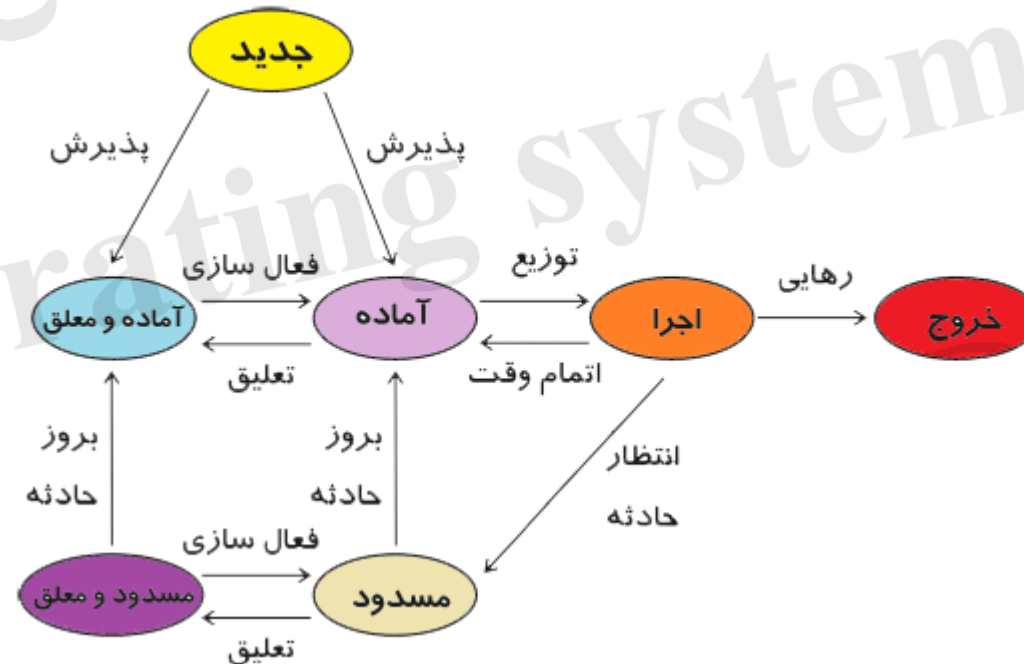 جدید
پذیرش
پذیرش
فعال سازی
توزیع
رهایی
آماده و معلق
آماده
اجرا
خروج
تعلیق
اتمام وقت
بروز
حادثه
بروز
حادثه
انتظار
حادثه
فعال سازی
مسدود و معلق
مسدود
تعلیق
rating system